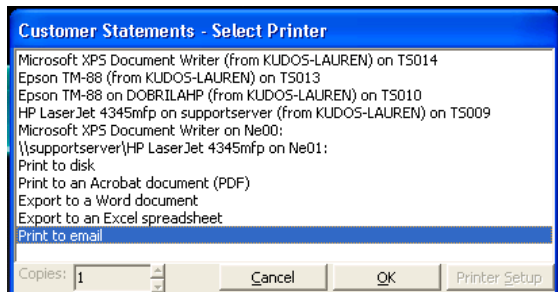 Customer Statements - Select Printer
Microsoft XPS Document Writer (from KUDOS-LAUREN) on TS014
Epson TM-88 (from KUDOS-LAUREN) on TS013
Epson TM-88 on DOBRILAHP (from KUDOS-LAUREN) on TS010
HP LaserJet 4345mfp on supportserver (from KUDOS-LAUREN) on TS009
Microsoft XPS Document Writer on Ne00:
\\supportserver\HP LaserJet 4345mfp on Ne01:
Print to disk
Print to an Acrobat document (PDF)
Export to a Word document
Export to an Excel spreadsheet
Print to email
Copies: 1 Cancel OK Printer Setup